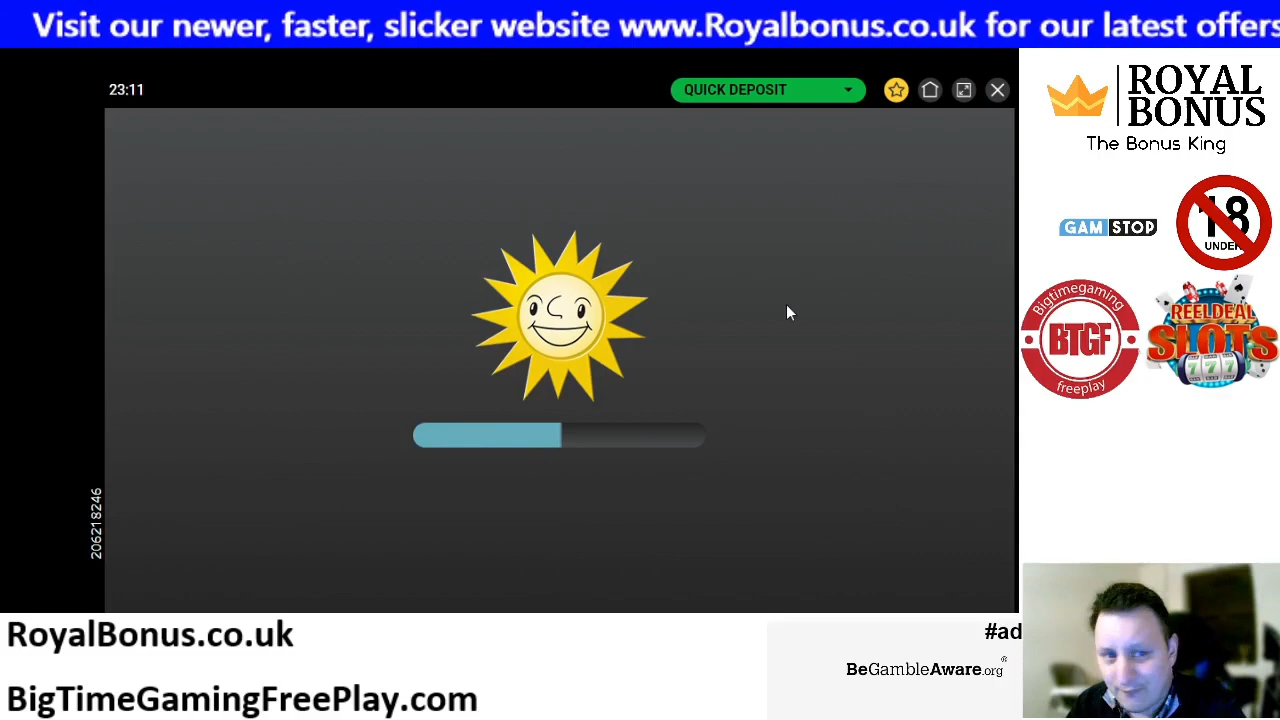 Visit our newer, faster, slicker website www.Royalbonus.co.uk for our latest offers
23:11
QUICK DEPOSIT
ROYAL
BONUS
The Bonus King
GAMSTOP
18
UNDER
Bigtimegaming
BTGF
freeplay
REELDEAL
SLOTS
777
206218246
RoyalBonus.co.uk
#ad
BeGambleAware.org®
BigTimeGamingFreePlay.com